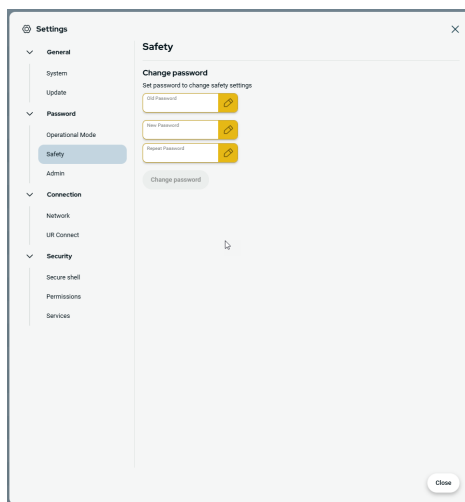 Settings
General
System
Update
Password
Operational Mode
Safety
Admin
Connection
Network
UR Connect
Security
Secure shell
Permissions
Services
Safety
Change password
Set password to change safety settings
Old Password
New Password
Repeat Password
Change password
Close